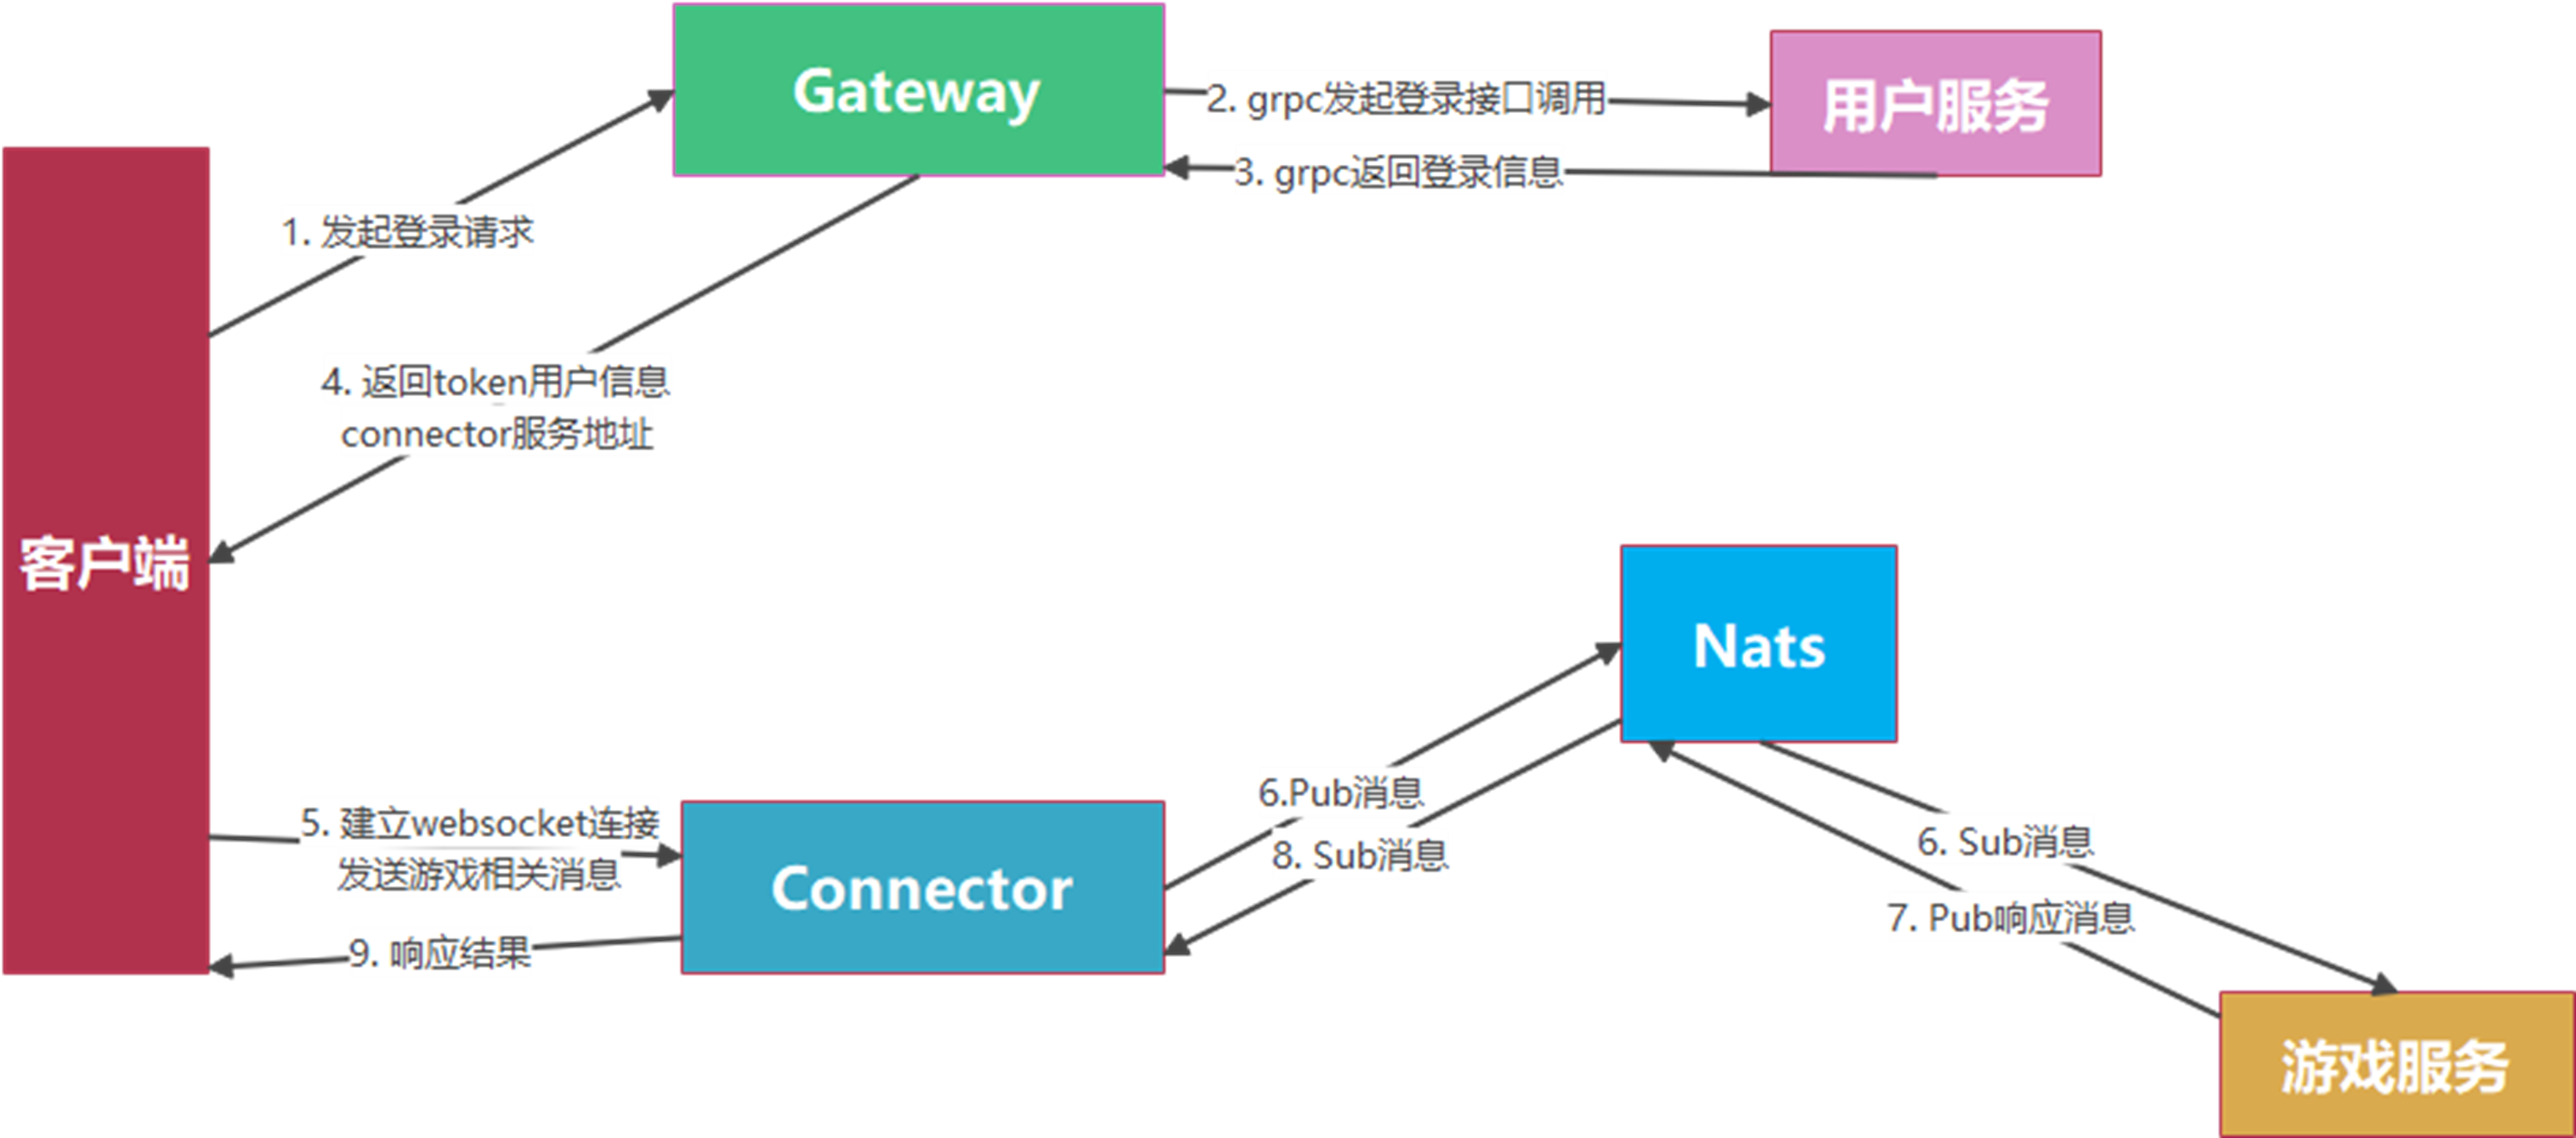 Gateway
用户服务
2. grpc发起登录接口调用
3. grpc返回登录信息
1. 发起登录请求
4. 返回token用户信息
connector服务地址
客户端
Nats
5. 建立websocket连接
发送游戏相关消息
Connector
6.Pub消息
8. Sub消息
6. Sub消息
7. Pub响应消息
9. 响应结果
游戏服务